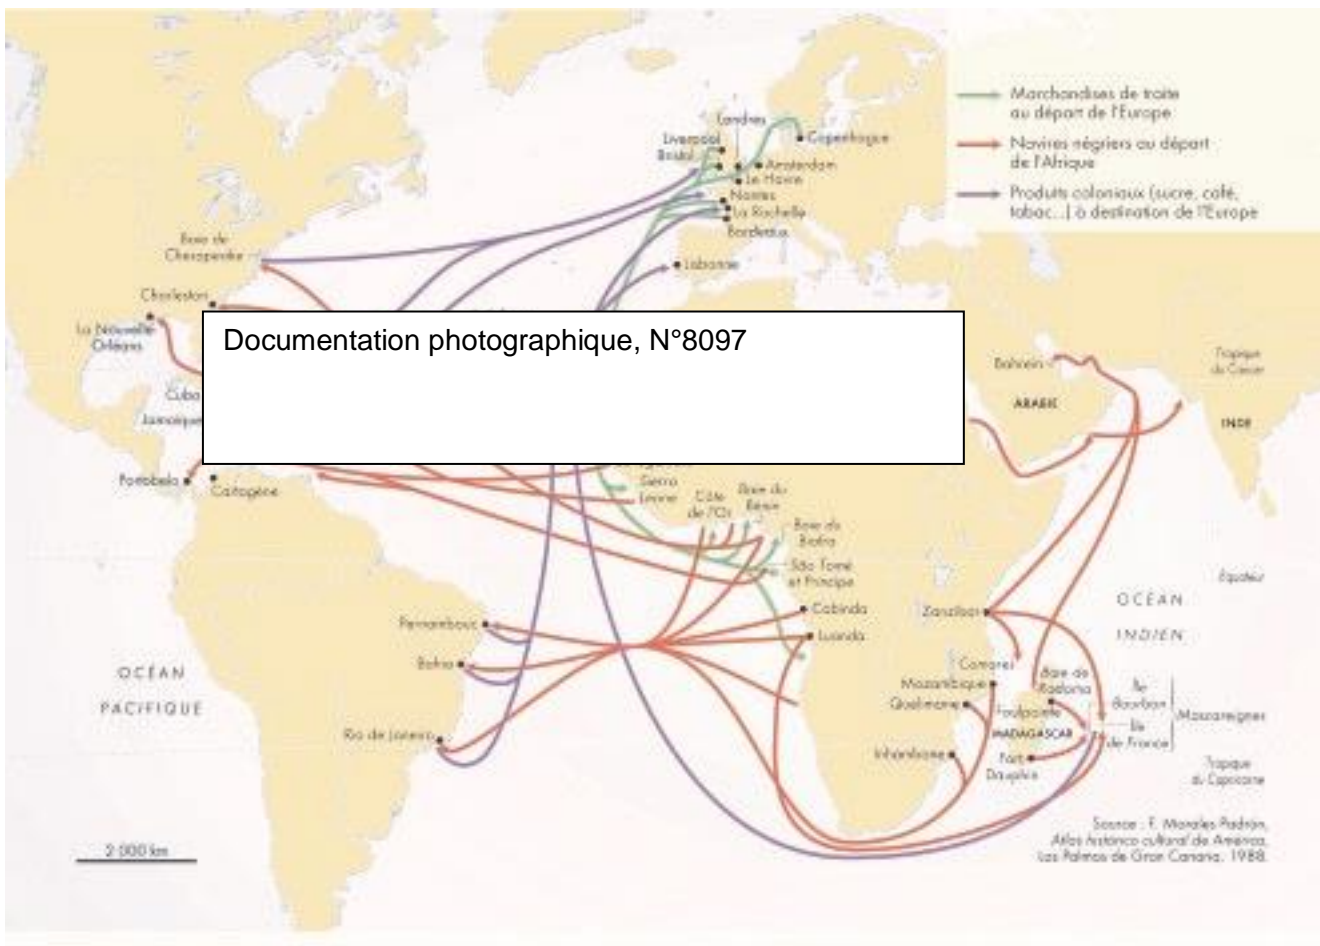 Marchandises de traite
au départ de l'Europe
Navires négriers au départ
de l'Afrique
Produits coloniaux (sucre, café,
tabac...) à destination de l'Europe
Londres
Liverpool
Bristol
Copenhague
Amsterdam
Le Havre
Nantes
La Rochelle
Bordeaux
Lisbonne
Baie de
Chesapeake
Charleston
La Nouvelle-
Orléans
Documentation photographique, N°8097
Cuba
Jamaïque
Bahrein
ARABIE
Tropique
du Cancer
INDE
Portobelo
Cartagène
Sierra
Leone
Côte
de l'Or
Baie du
Bénin
Baie du
Biafra
São Tomé
et Principe
Équateur
OCÉAN
INDIEN
Cabinda
Luanda
Zanzibar
Pernambouc
Bahia
Rio de Janeiro
OCÉAN
PACIFIQUE
Comores
Mozambique
Quelimane
Inhambane
Baie de
Radama
Foulpointe
MADAGASCAR
Fort
Dauphin
Île
Bourbon
Île
de France
Mascareignes
Tropique
du Capricorne
2 000 km
Source : F. Morales Padrón,
Atlas histórico cultural de América,
Las Palmas de Gran Canaria, 1988.